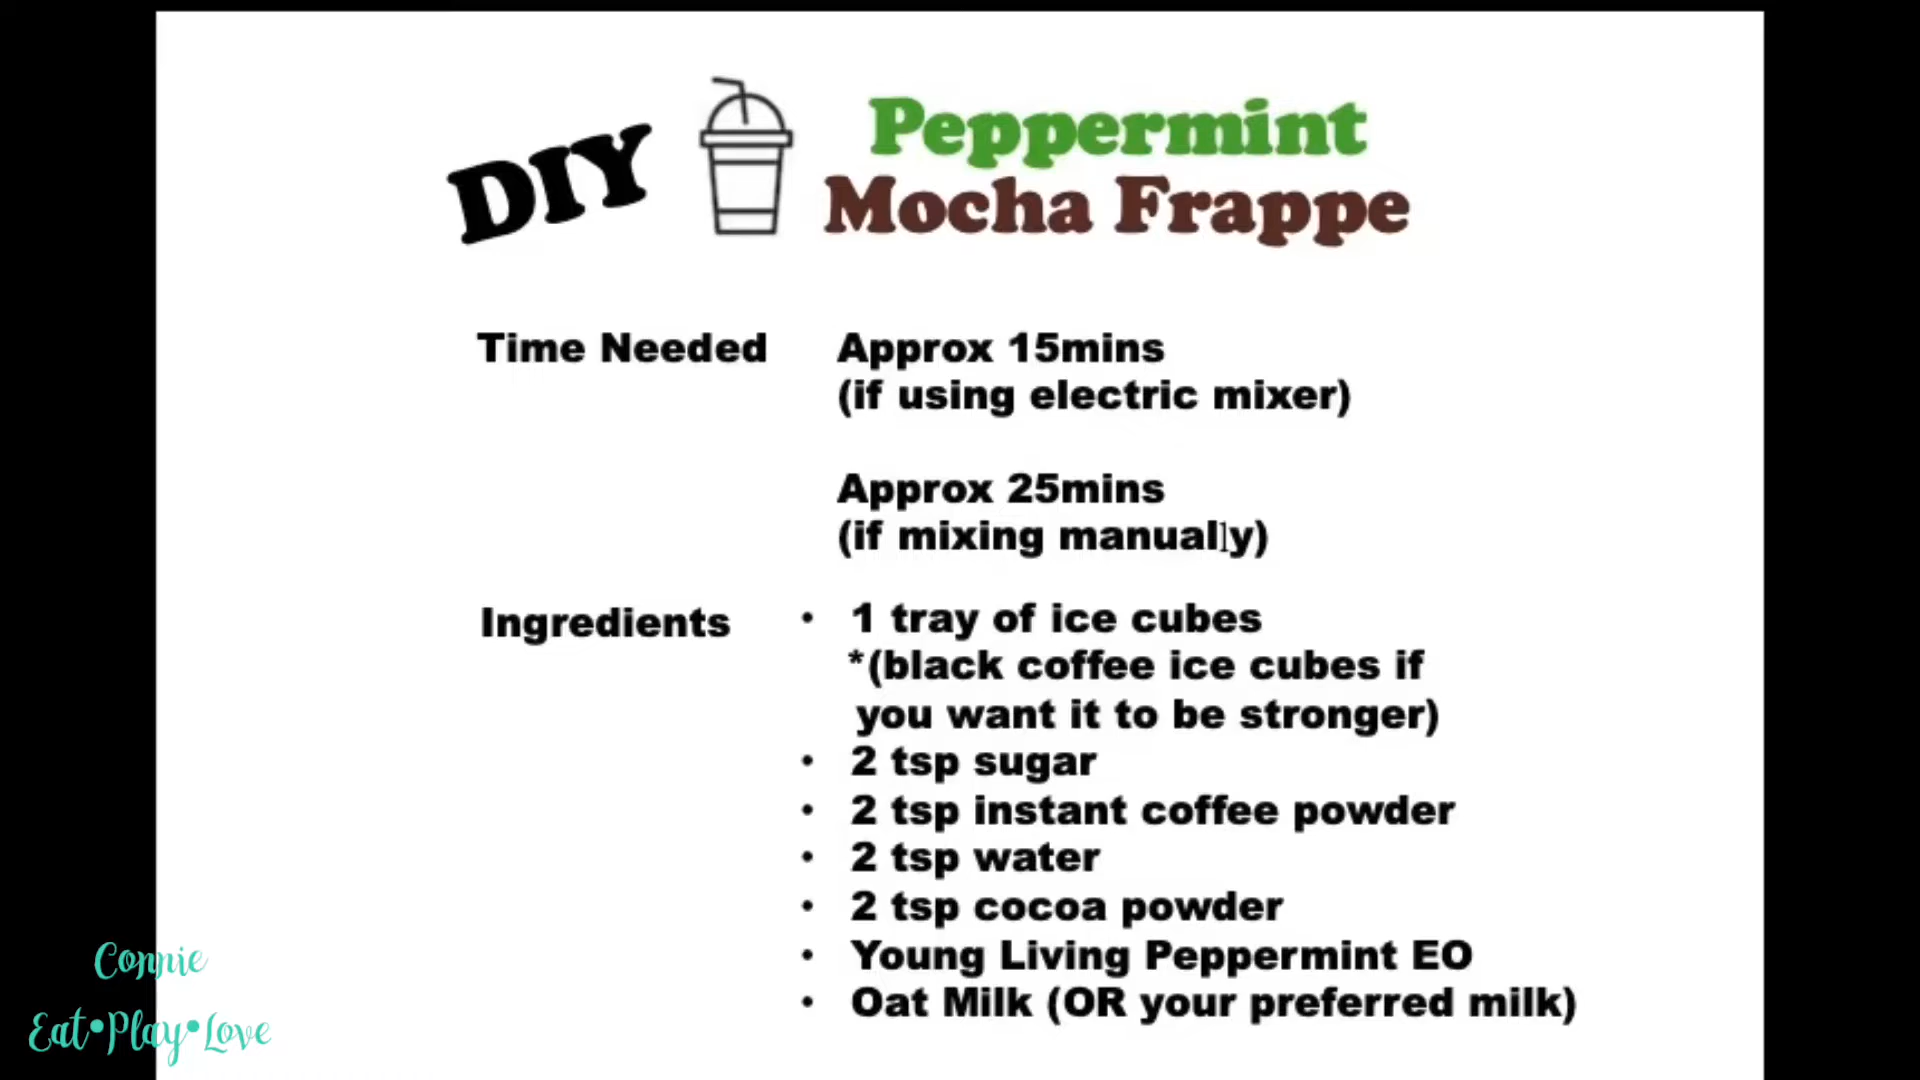 DIY
Peppermint
Mocha Frappe
Time Needed
Approx 15mins
(if using electric mixer)
Approx 25mins
(if mixing manually)
Ingredients
• 1 tray of ice cubes
*(black coffee ice cubes if
you want it to be stronger)
• 2 tsp sugar
• 2 tsp instant coffee powder
• 2 tsp water
• 2 tsp cocoa powder
• Young Living Peppermint EO
• Oat Milk (OR your preferred milk)
Connie
Eat•Play•Love